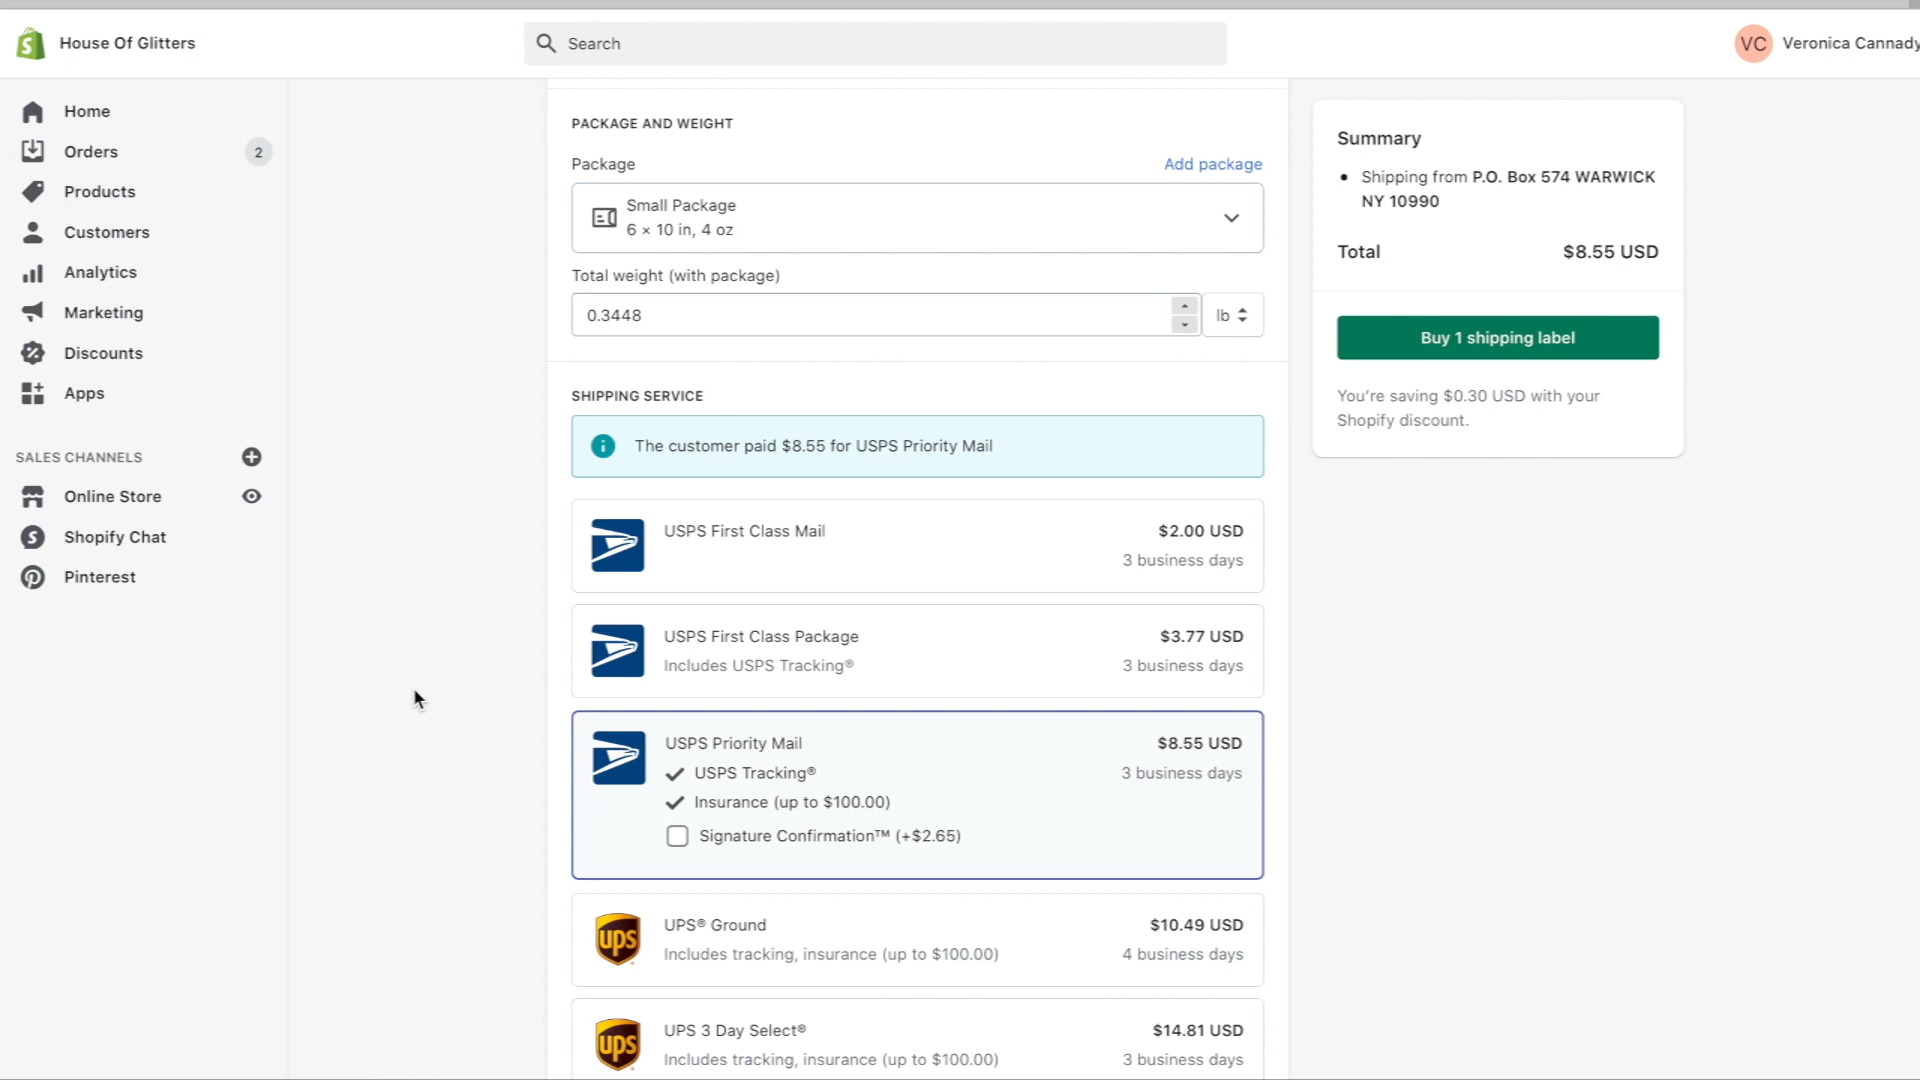 House Of Glitters
Search
VC Veronica Cannady
Home
Orders 2
Products
Customers
Analytics
Marketing
Discounts
Apps
SALES CHANNELS
Online Store
Shopify Chat
Pinterest
PACKAGE AND WEIGHT
Package Add package
Small Package
6 × 10 in, 4 oz
Total weight (with package)
0.3448 lb
SHIPPING SERVICE
The customer paid $8.55 for USPS Priority Mail
USPS First Class Mail $2.00 USD
3 business days
USPS First Class Package $3.77 USD
Includes USPS Tracking® 3 business days
USPS Priority Mail $8.55 USD
USPS Tracking® 3 business days
Insurance (up to $100.00)
Signature Confirmation™ (+$2.65)
ups
UPS® Ground $10.49 USD
Includes tracking, insurance (up to $100.00) 4 business days
ups
UPS 3 Day Select® $14.81 USD
Includes tracking, insurance (up to $100.00) 3 business days
Summary
• Shipping from P.O. Box 574 WARWICK
NY 10990
Total $8.55 USD
Buy 1 shipping label
You're saving $0.30 USD with your
Shopify discount.